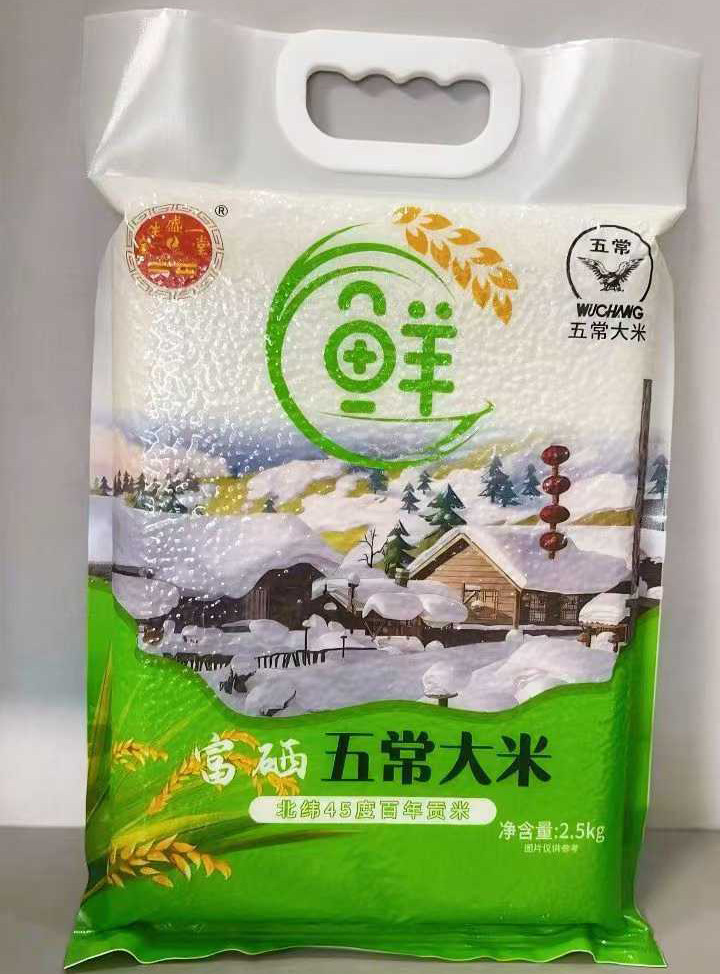 ®
五常
WUCHANG
五常大米
鲜
富硒 五常大米
北纬45度百年贡米
净含量:2.5kg
图片仅供参考